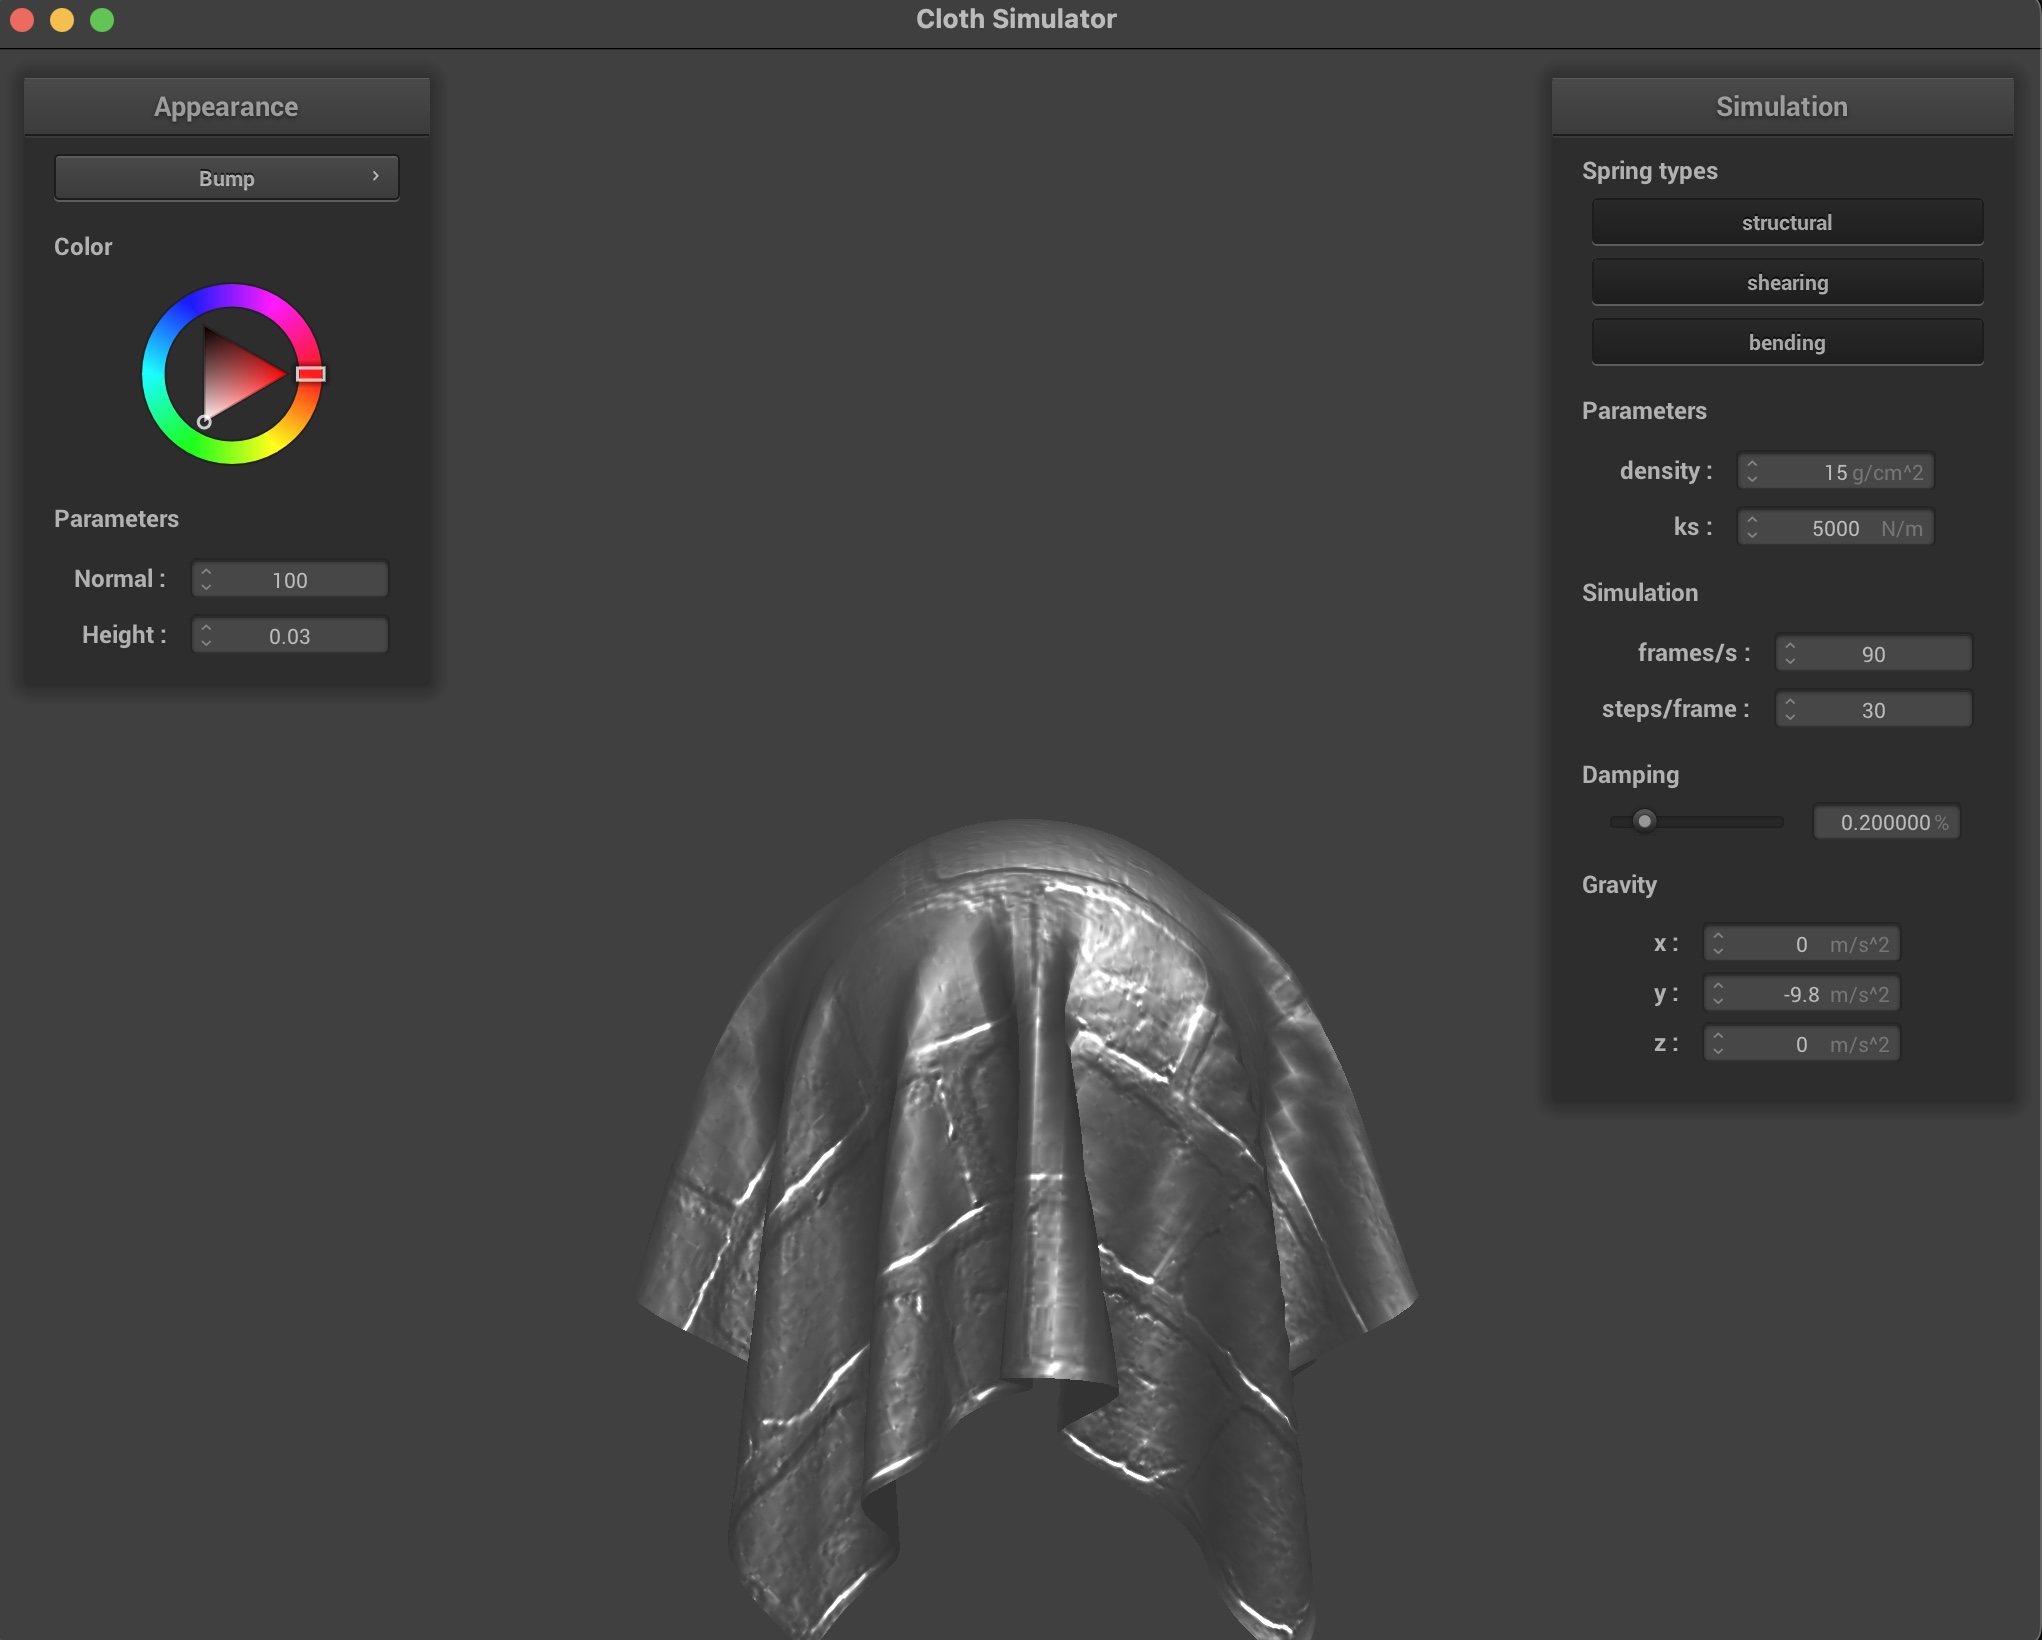 Cloth Simulator
Appearance
Bump
Color
Parameters
Normal : 100
Height : 0.03
Simulation
Spring types
structural
shearing
bending
Parameters
density : 15 g/cm^2
ks : 5000 N/m
Simulation
frames/s : 90
steps/frame : 30
Damping
0.200000 %
Gravity
x : 0 m/s^2
y : -9.8 m/s^2
z : 0 m/s^2